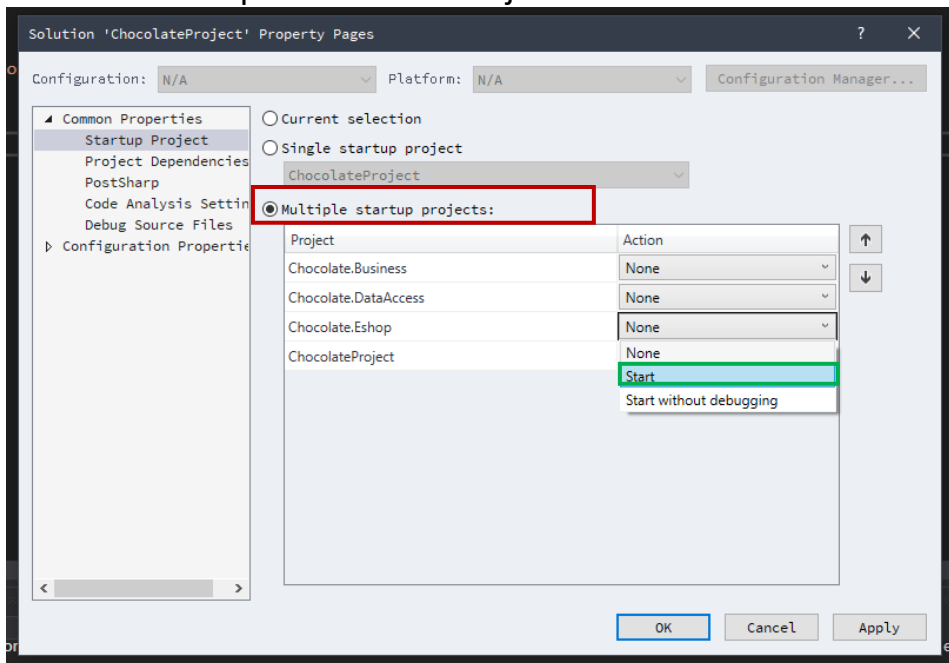 Solution 'ChocolateProject' Property Pages ? ✕
Configuration: N/A Platform: N/A Configuration Manager...
Common Properties
Startup Project
Project Dependencies
PostSharp
Code Analysis Settin
Debug Source Files
Configuration Propertie
Current selection
Single startup project
ChocolateProject
Multiple startup projects:
Project Action
Chocolate.Business None
Chocolate.DataAccess None
Chocolate.Eshop None
ChocolateProject
None
Start
Start without debugging
OK Cancel Apply